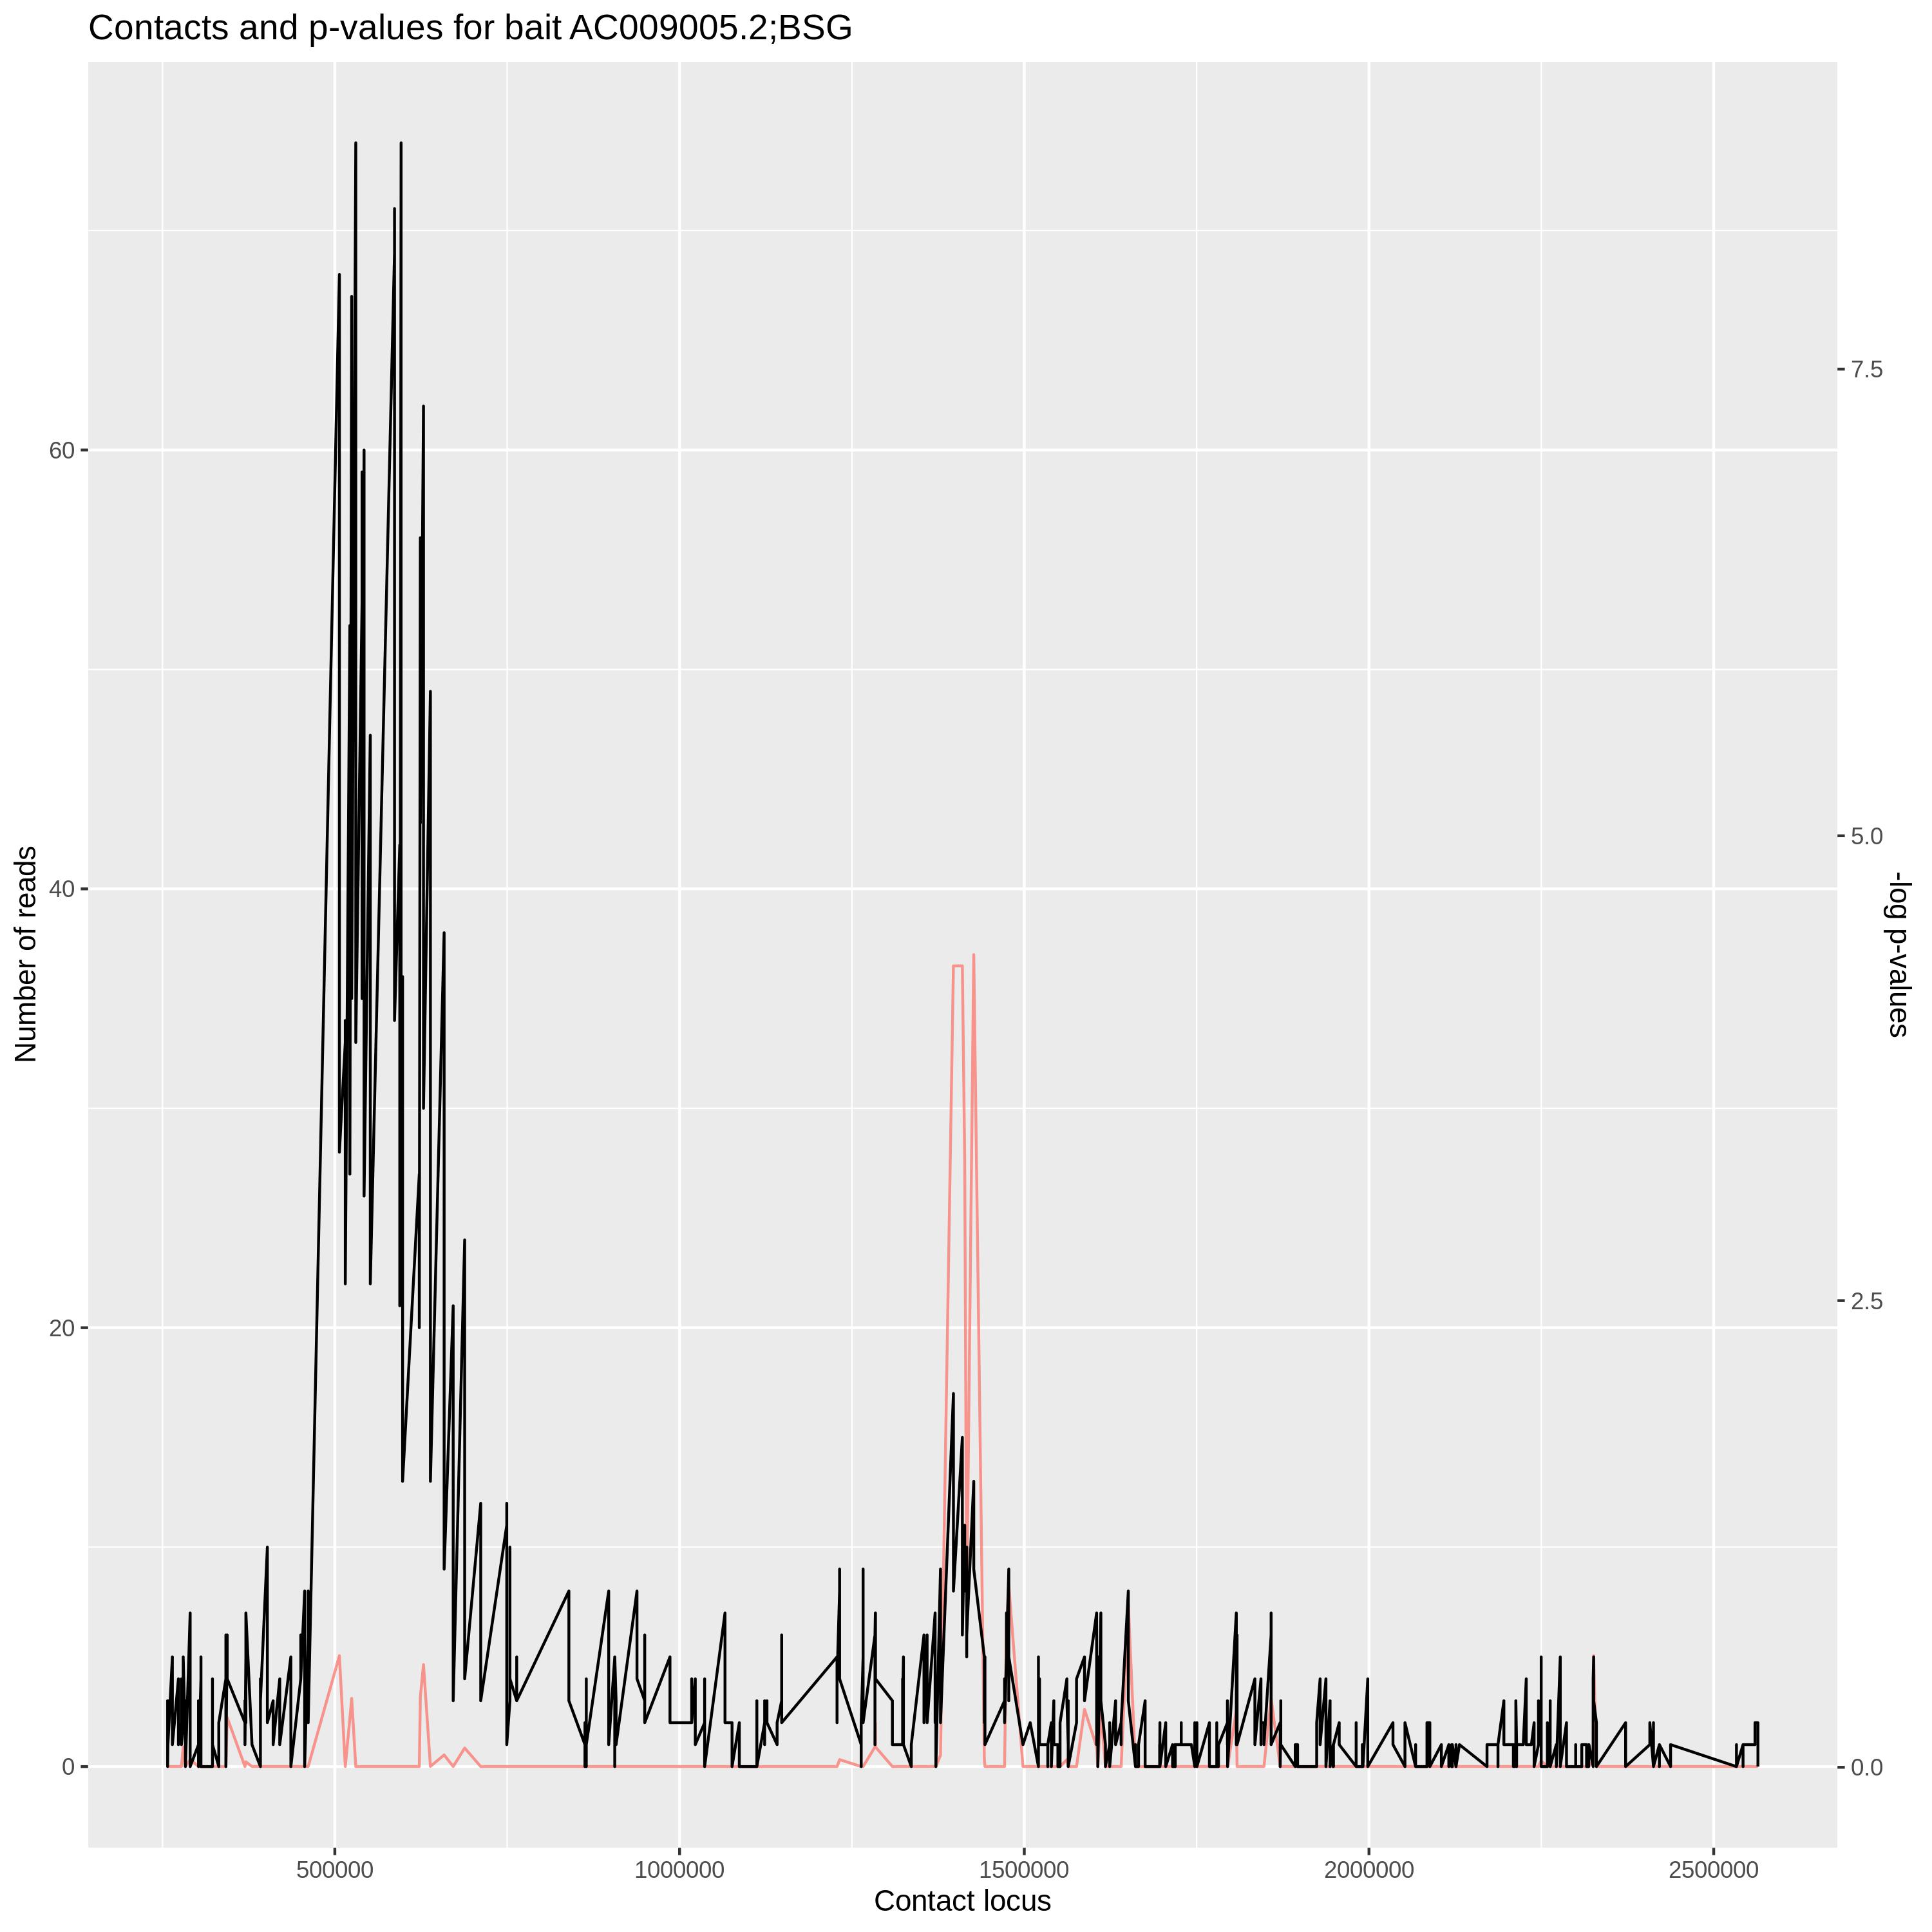 Contacts and p-values for bait AC009005.2;BSG
60
40
20
0
Number of reads
7.5
5.0
2.5
0.0
-log p-values
500000 1000000 1500000 2000000 2500000
Contact locus